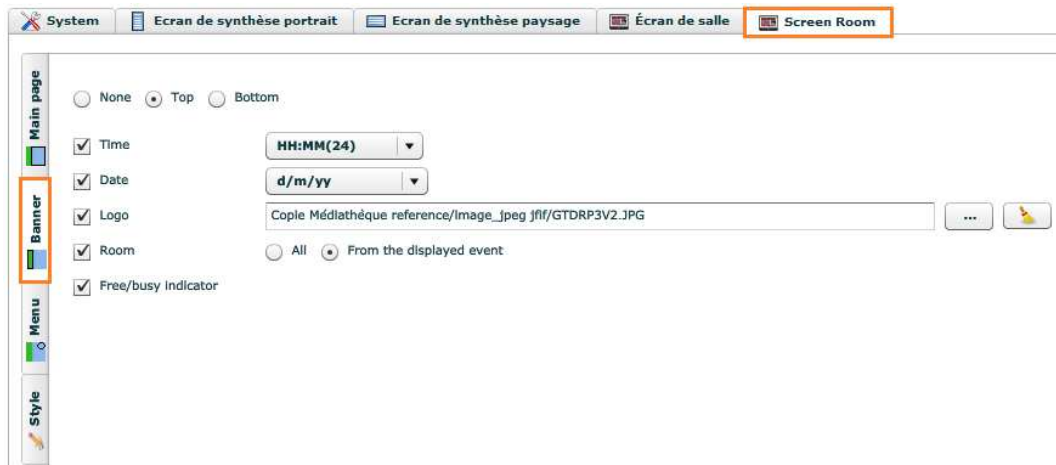 System Ecran de synthèse portrait Ecran de synthèse paysage Écran de salle Screen Room
Main page
None Top Bottom
Time HH:MM(24)
Date d/m/yy
Banner
Logo Copie Médiathéque reference/image_jpeg jfif/GTDRP3V2.JPG ...
Room All From the displayed event
Free/busy indicator
Menu
Style